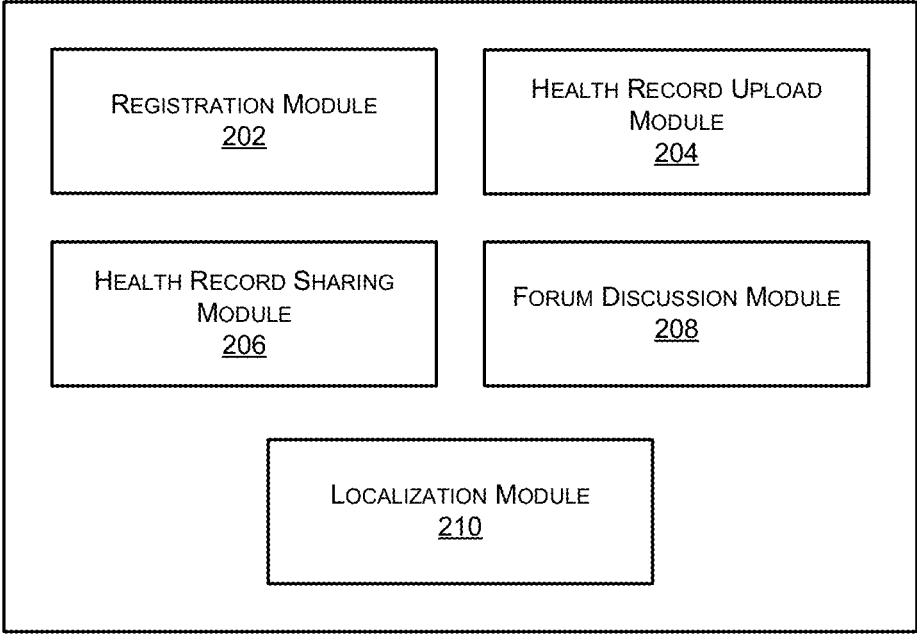 REGISTRATION MODULE
202
HEALTH RECORD UPLOAD
MODULE
204
HEALTH RECORD SHARING
MODULE
206
FORUM DISCUSSION MODULE
208
LOCALIZATION MODULE
210